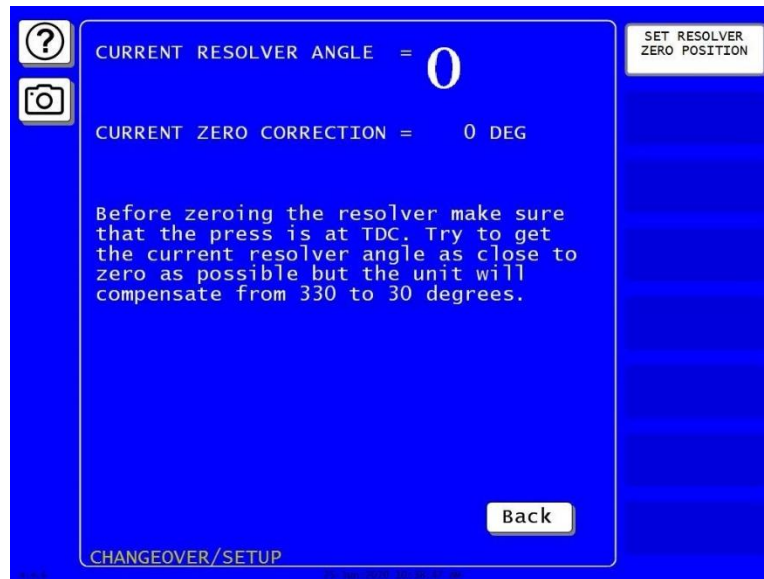 ?
CURRENT RESOLVER ANGLE = 0
SET RESOLVER
ZERO POSITION
CURRENT ZERO CORRECTION = 0 DEG
Before zeroing the resolver make sure
that the press is at TDC. Try to get
the current resolver angle as close to
zero as possible but the unit will
compensate from 330 to 30 degrees.
Back
CHANGEOVER/SETUP